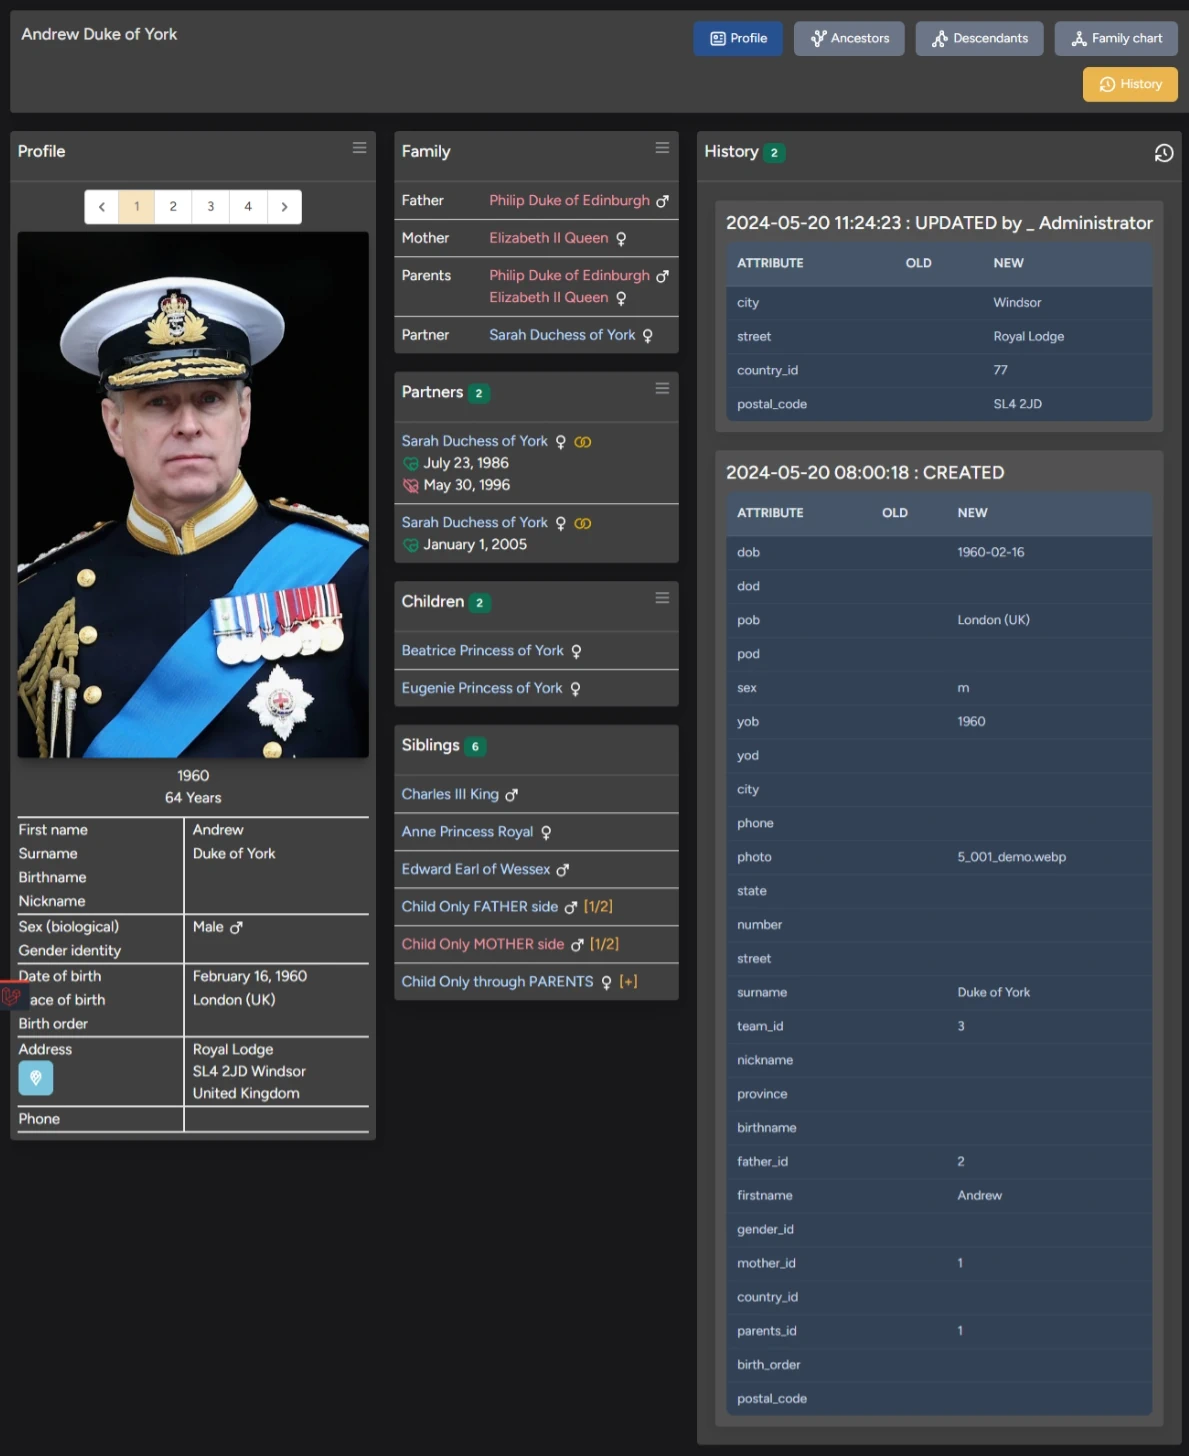 Andrew Duke of York
Profile
Ancestors
Descendants
Family chart
History
Profile
1 2 3 4
1960
64 Years
First name Andrew
Surname Duke of York
Birthname
Nickname
Sex (biological) Male
Gender identity
Date of birth February 16, 1960
ace of birth London (UK)
Birth order
Address Royal Lodge
SL4 2JD Windsor
United Kingdom
Phone
Family
Father Philip Duke of Edinburgh
Mother Elizabeth II Queen
Parents Philip Duke of Edinburgh
Elizabeth II Queen
Partner Sarah Duchess of York
Partners 2
Sarah Duchess of York
July 23, 1986
May 30, 1996
Sarah Duchess of York
January 1, 2005
Children 2
Beatrice Princess of York
Eugenie Princess of York
Siblings 6
Charles III King
Anne Princess Royal
Edward Earl of Wessex
Child Only FATHER side [1/2]
Child Only MOTHER side [1/2]
Child Only through PARENTS [+]
History 2
2024-05-20 11:24:23 : UPDATED by _ Administrator
ATTRIBUTE OLD NEW
city Windsor
street Royal Lodge
country_id 77
postal_code SL4 2JD
2024-05-20 08:00:18 : CREATED
ATTRIBUTE OLD NEW
dob 1960-02-16
dod
pob London (UK)
pod
sex m
yob 1960
yod
city
phone
photo 5_001_demo.webp
state
number
street
surname Duke of York
team_id 3
nickname
province
birthname
father_id 2
firstname Andrew
gender_id
mother_id 1
country_id
parents_id 1
birth_order
postal_code